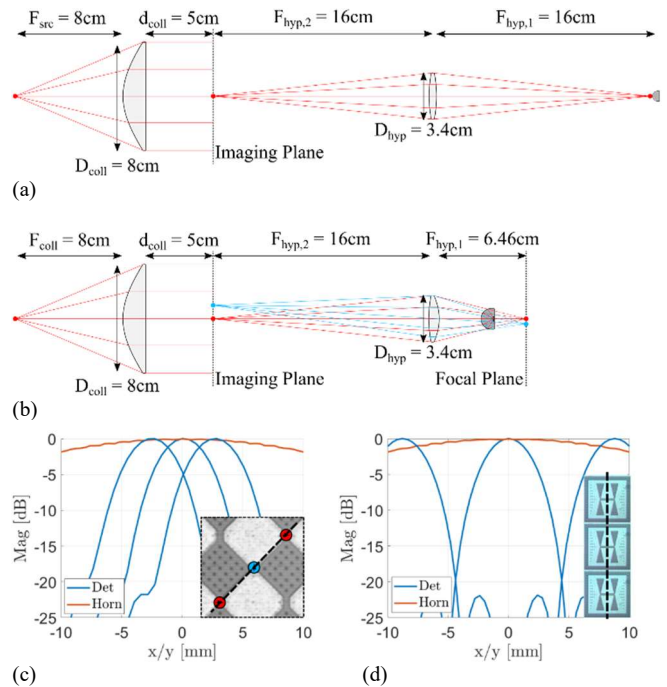 F_src = 8cm d_coll = 5cm F_hyp,2 = 16cm F_hyp,1 = 16cm
D_hyp = 3.4cm
D_coll = 8cm Imaging Plane
(a)
F_coll = 8cm d_coll = 5cm F_hyp,2 = 16cm F_hyp,1 = 6.46cm
D_hyp = 3.4cm
D_coll = 8cm Imaging Plane Focal Plane
(b)
0
-5
-10
-15
-20
-25
Mag [dB]
Det
Horn
-10 -5 0 5 10
x/y [mm]
(c)
0
-5
-10
-15
-20
-25
Mag [dB]
Det
Horn
-10 -5 0 5 10
x/y [mm]
(d)